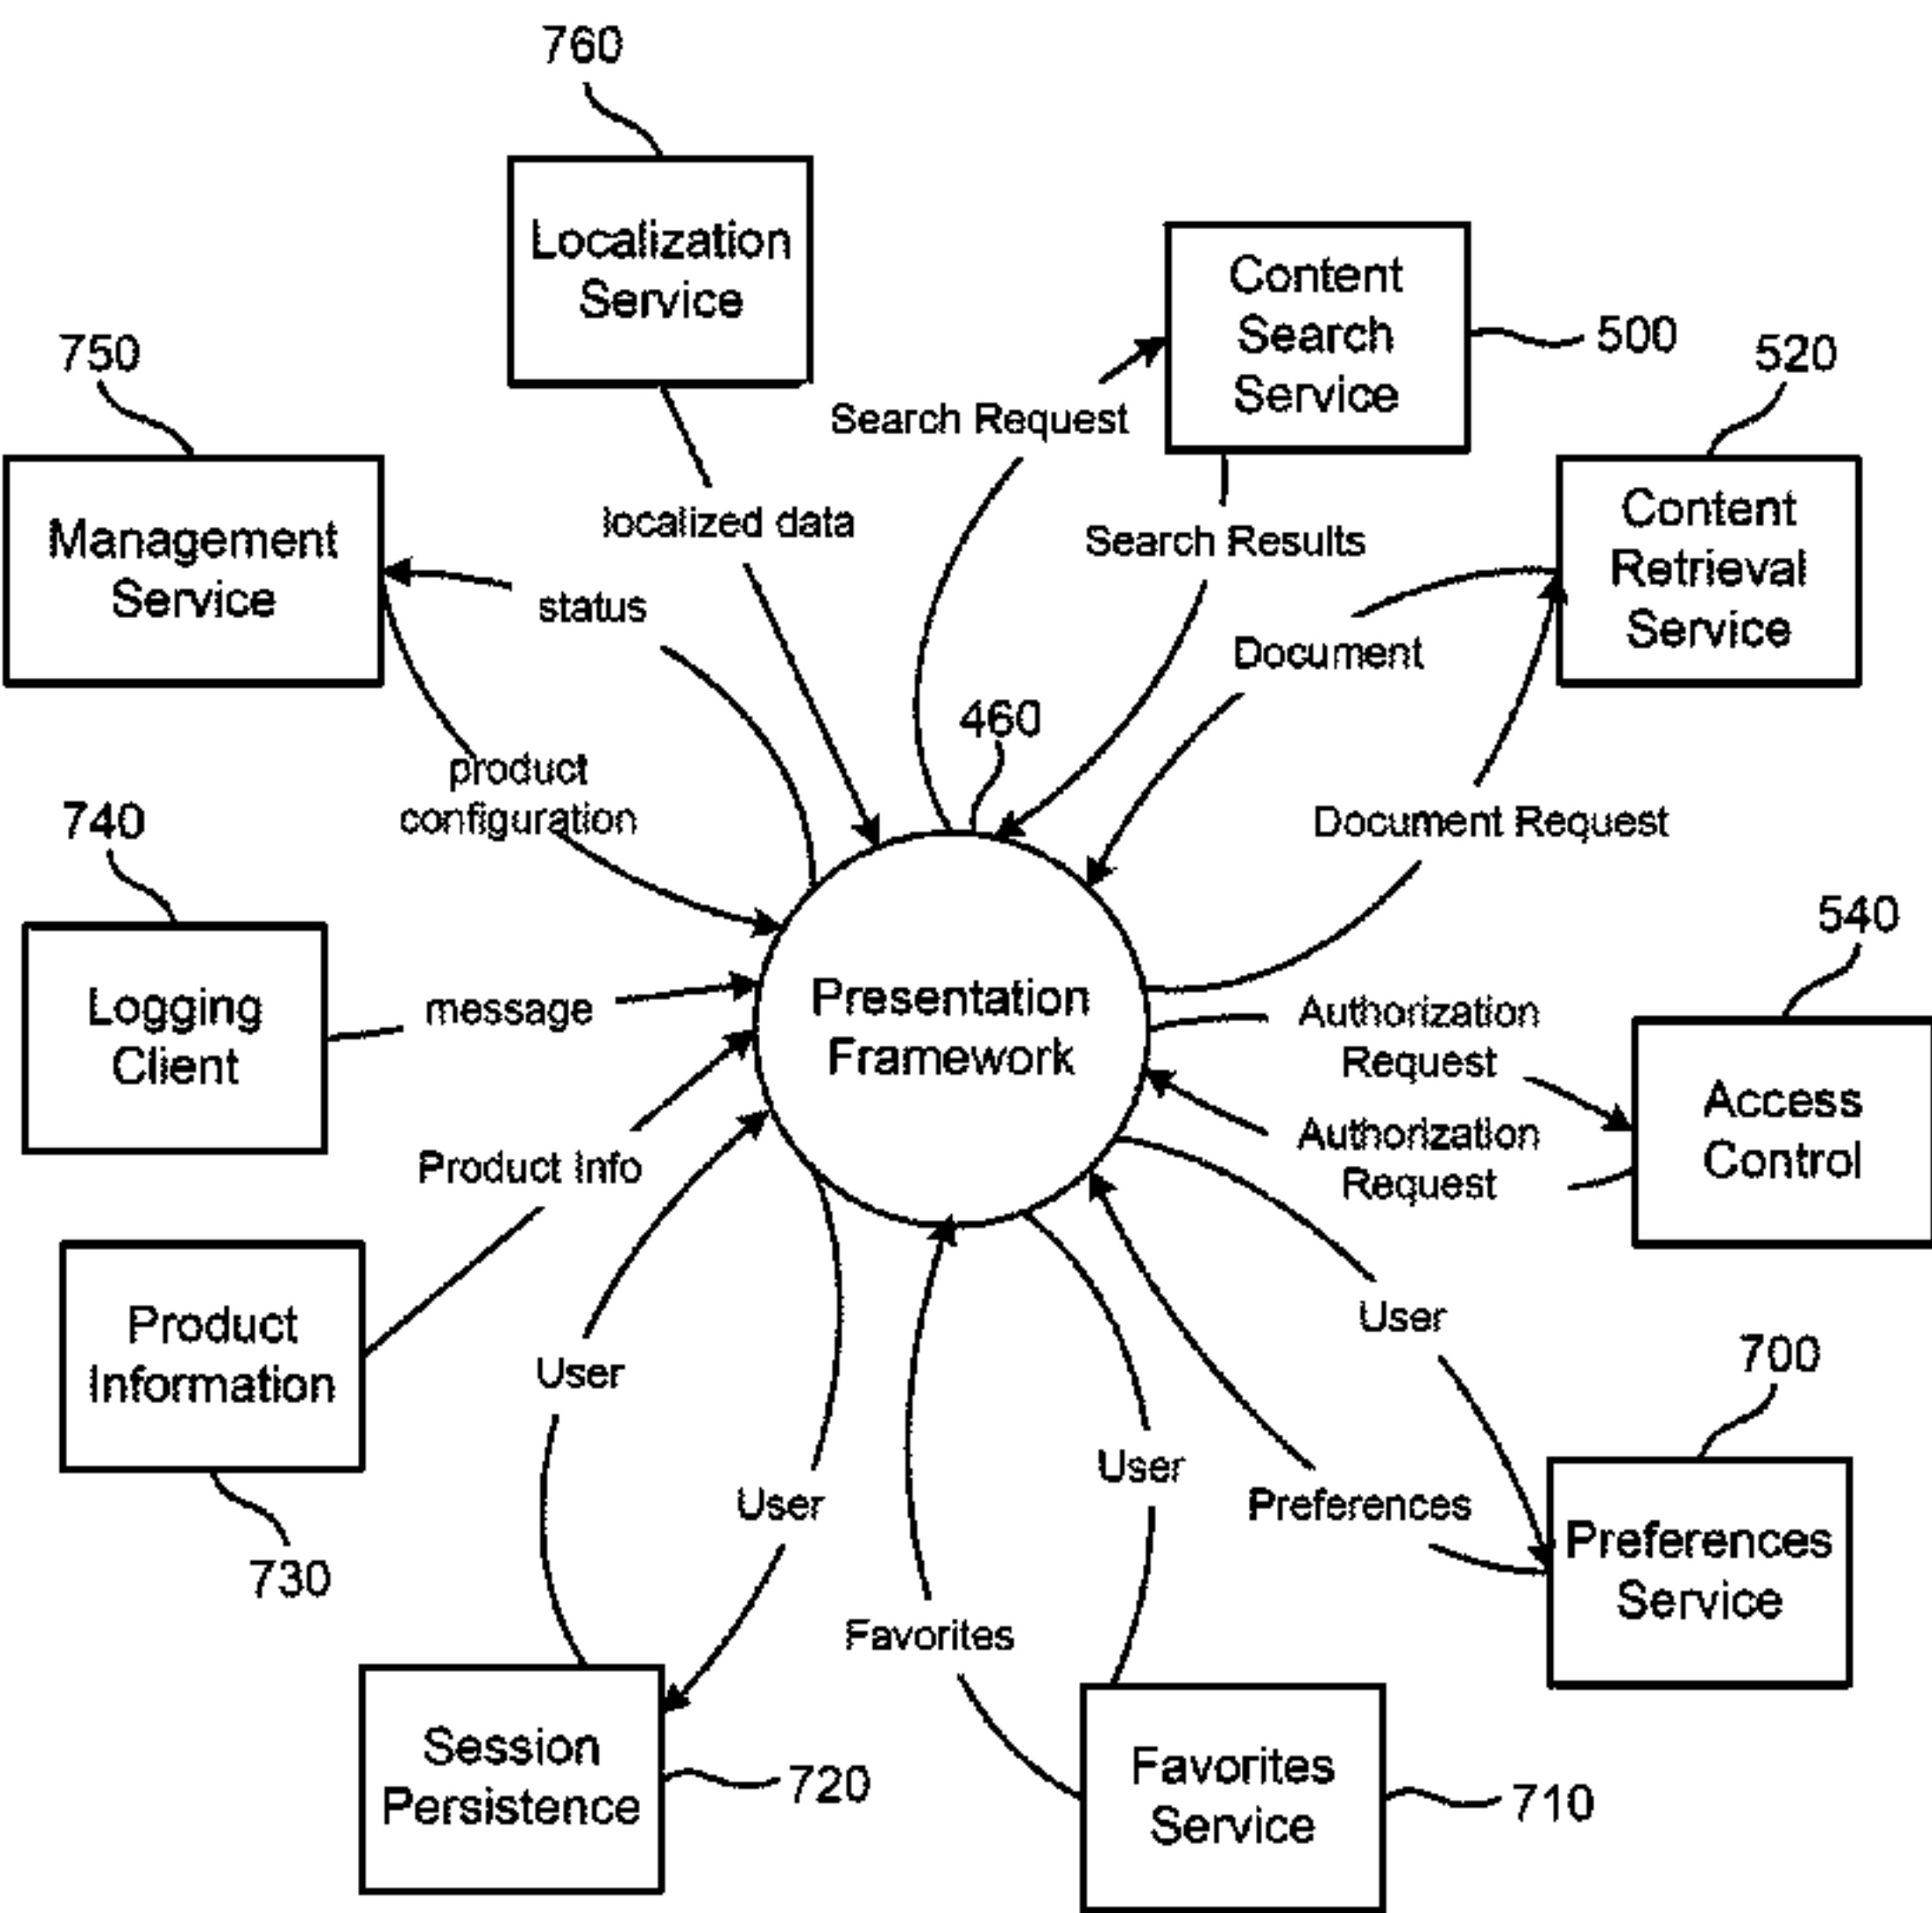 760
Localization
Service
Content
Search
Service
500
520
750
Search Request
Content
Retrieval
Service
Management
Service
localized data
Search Results
status
Document
460
product
configuration
740
Document Request
540
Logging
Client
message
Presentation
Framework
Authorization
Request
Access
Control
Authorization
Request
Product Info
Product
Information
User
User
700
User
User
Preferences
Preferences
Service
730
Favorites
Session
Persistence
720
Favorites
Service
710